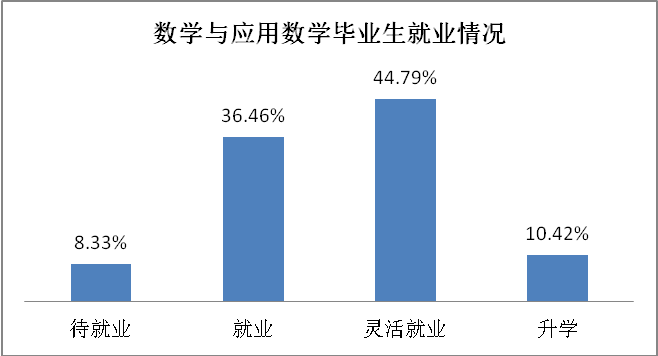 数学与应用数学毕业生就业情况
44.79%
36.46%
10.42%
8.33%
待就业 就业 灵活就业 升学